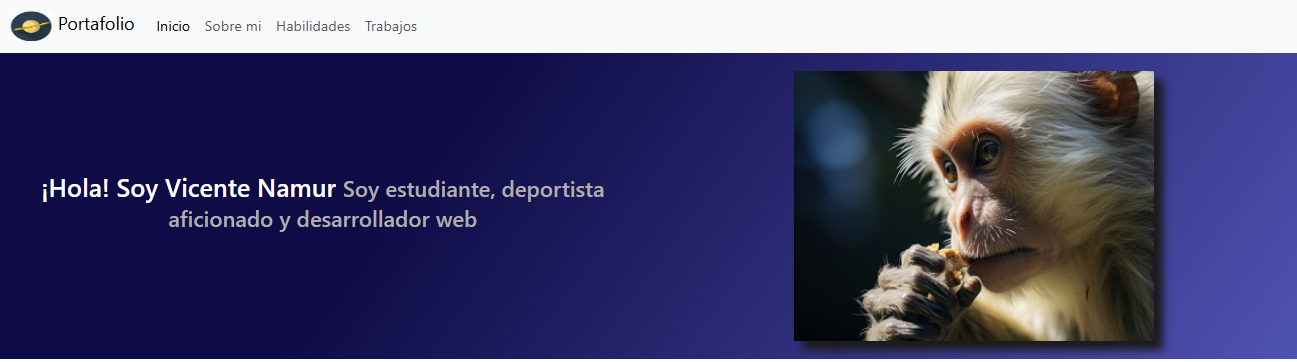 Portafolio Inicio Sobre mi Habilidades Trabajos
¡Hola! Soy Vicente Namur Soy estudiante, deportista
aficionado y desarrollador web